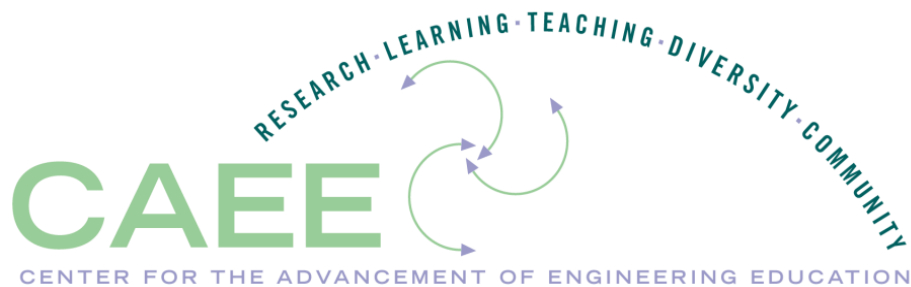 RESEARCH·LEARNING·TEACHING·DIVERSITY·COMMUNITY
CAEE
CENTER FOR THE ADVANCEMENT OF ENGINEERING EDUCATION